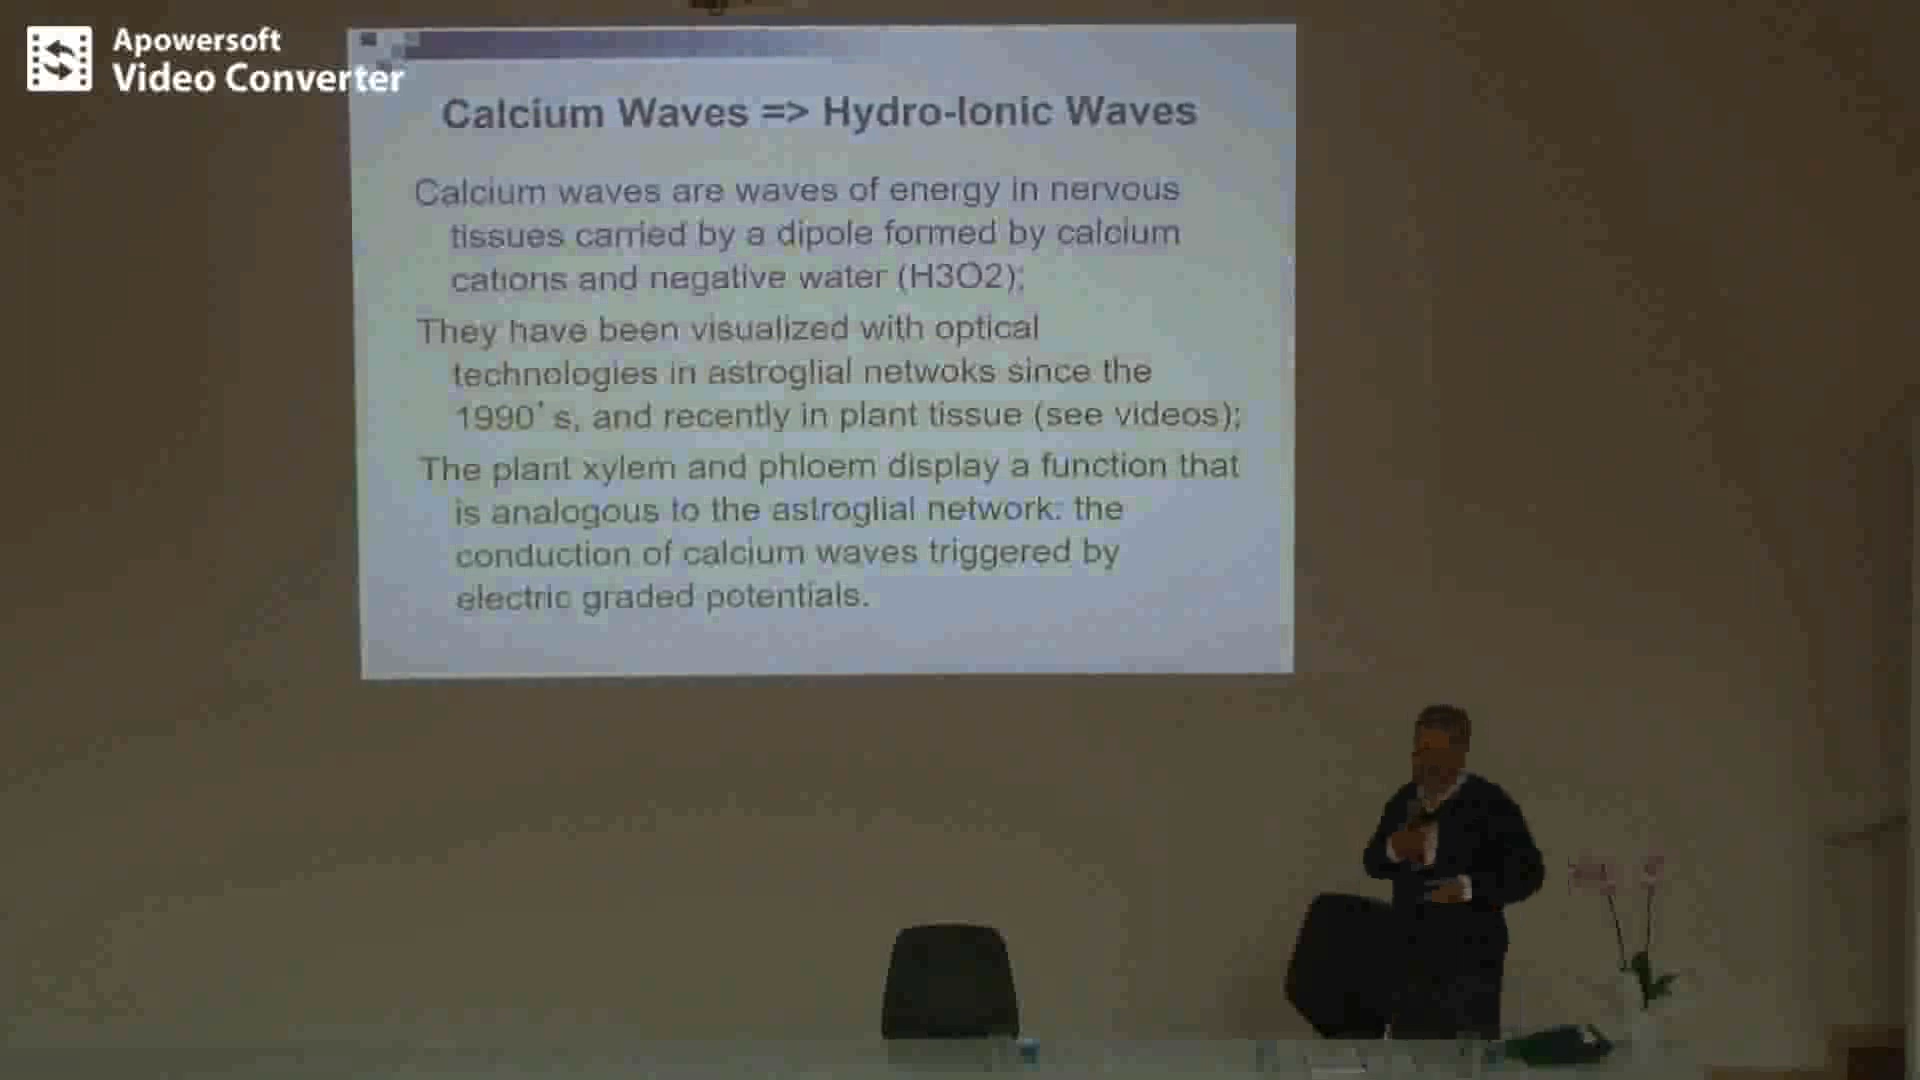 Apowersoft
Video Converter
Calcium Waves => Hydro-Ionic Waves
Calcium waves are waves of energy in nervous
tissues carried by a dipole formed by calcium
cations and negative water (H3O2);
They have been visualized with optical
technologies in astroglial netwoks since the
1990's, and recently in plant tissue (see videos);
The plant xylem and phloem display a function that
is analogous to the astroglial network: the
conduction of calcium waves triggered by
electric graded potentials.